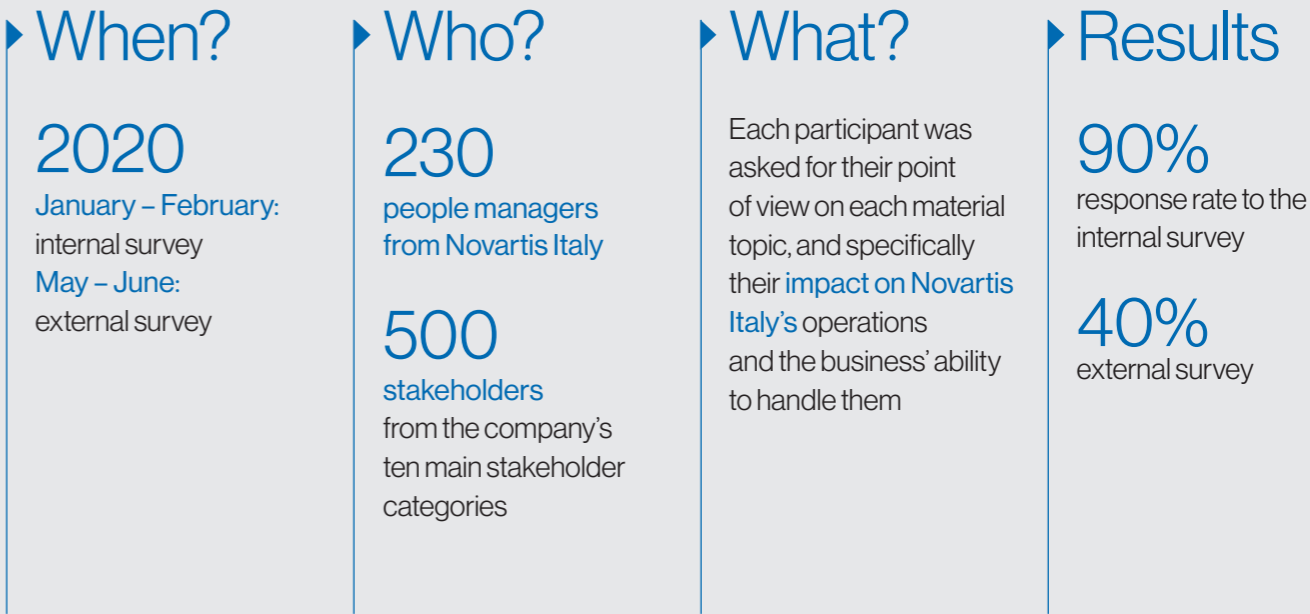 When?
2020
January – February:
internal survey
May – June:
external survey
Who?
230
people managers
from Novartis Italy
500
stakeholders
from the company’s
ten main stakeholder
categories
What?
Each participant was
asked for their point
of view on each material
topic, and specifically
their impact on Novartis
Italy’s operations
and the business’ ability
to handle them
Results
90%
response rate to the
internal survey
40%
external survey